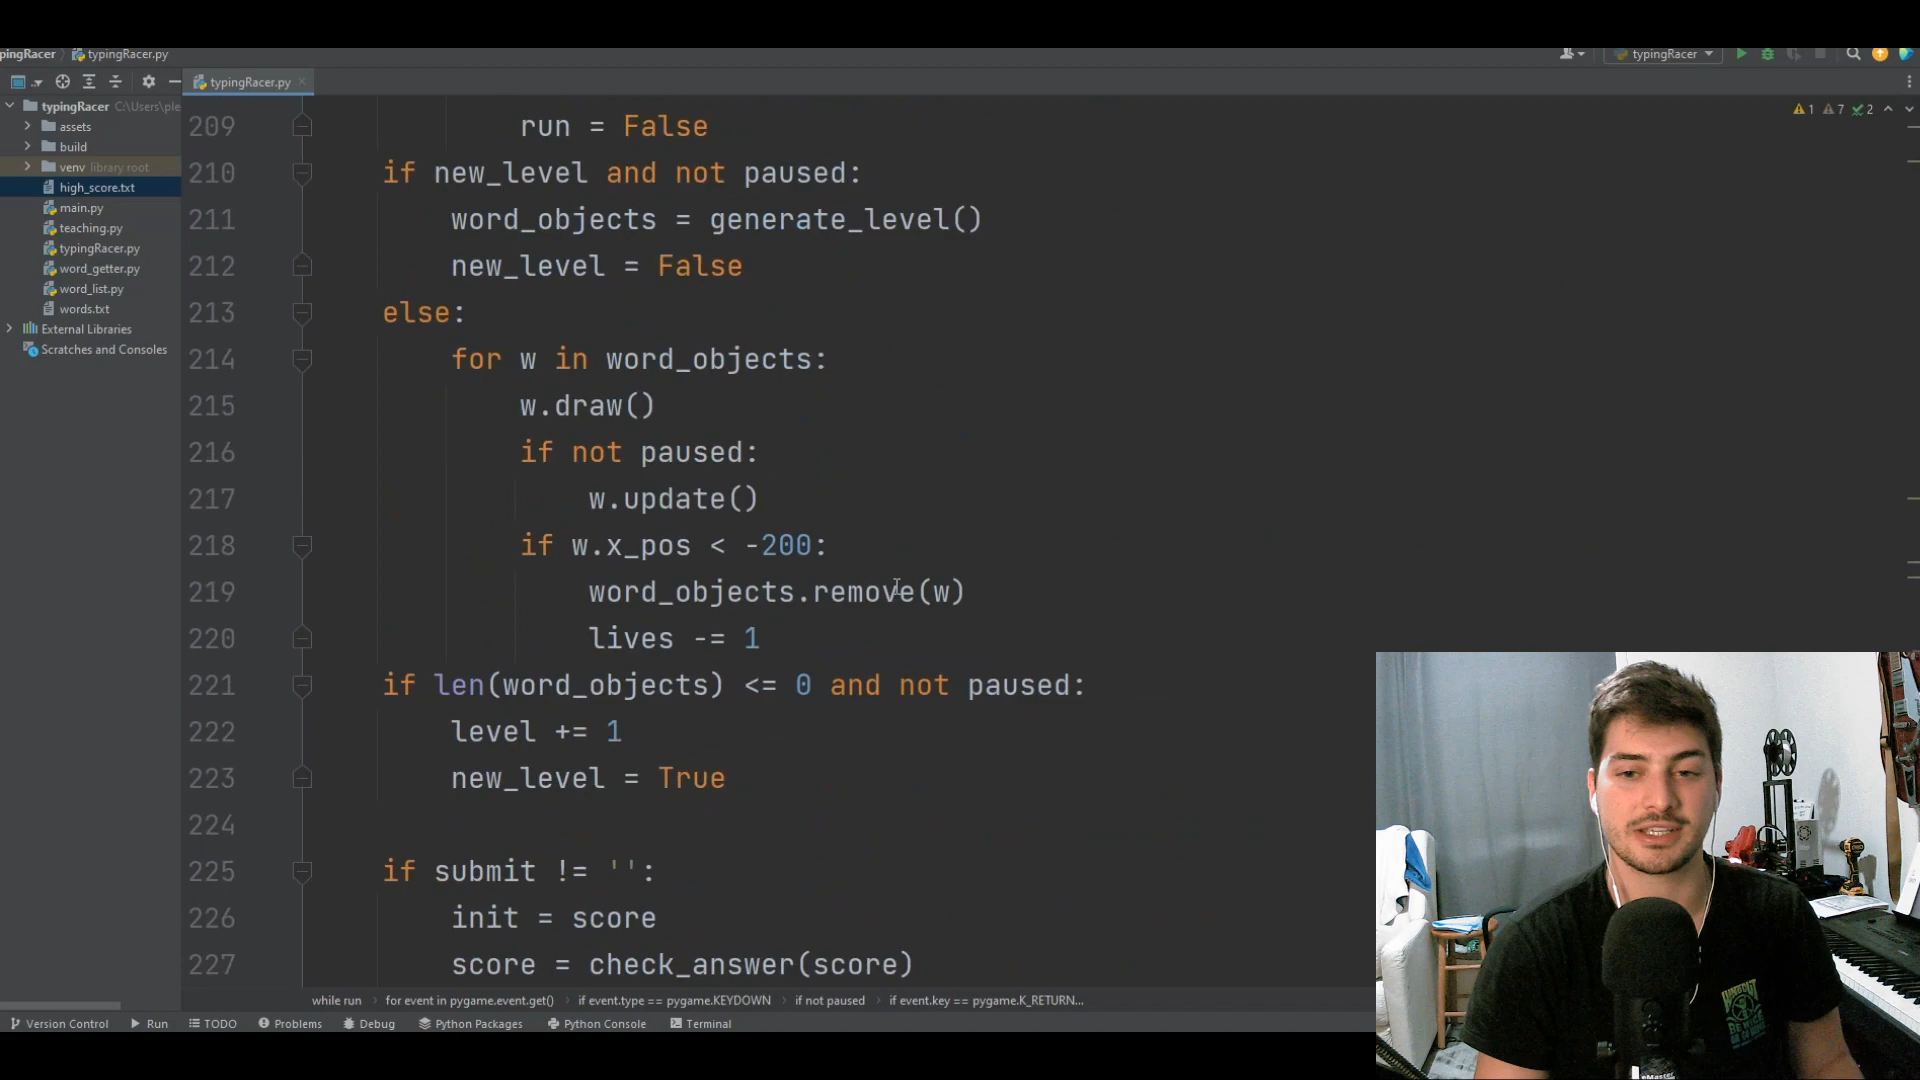 pingRacer typingRacer.py
typingRacer
typingRacer.py
typingRacer C:\Users\ple
assets
build
venv library root
high_score.txt
main.py
teaching.py
typingRacer.py
word_getter.py
word_list.py
words.txt
External Libraries
Scratches and Consoles
1 7 2
209 run = False
210 if new_level and not paused:
211 word_objects = generate_level()
212 new_level = False
213 else:
214 for w in word_objects:
215 w.draw()
216 if not paused:
217 w.update()
218 if w.x_pos < -200:
219 word_objects.remove(w)
220 lives -= 1
221 if len(word_objects) <= 0 and not paused:
222 level += 1
223 new_level = True
224
225 if submit != '':
226 init = score
227 score = check_answer(score)
while run for event in pygame.event.get() if event.type == pygame.KEYDOWN if not paused if event.key == pygame.K_RETURN...
Version Control Run TODO Problems Debug Python Packages Python Console Terminal